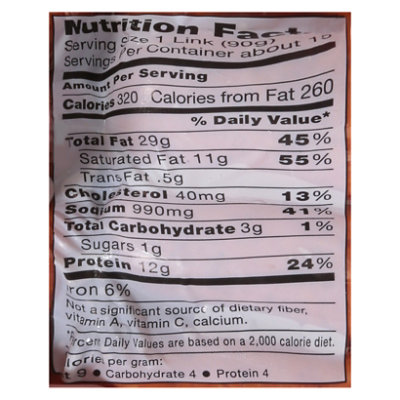 Nutrition Facts
Serving Size 1 Link (90g)
Servings Per Container about 15
Amount Per Serving
Calories 320 Calories from Fat 260
% Daily Value*
Total Fat 29g 45%
Saturated Fat 11g 55%
TransFat .5g
Cholesterol 40mg 13%
Sodium 990mg 41%
Total Carbohydrate 3g 1%
Sugars 1g
Protein 12g 24%
Iron 6%
Not a significant source of dietary fiber,
vitamin A, vitamin C, calcium.
*Percent Daily Values are based on a 2,000 calorie diet.
Calories per gram:
9 • Carbohydrate 4 • Protein 4